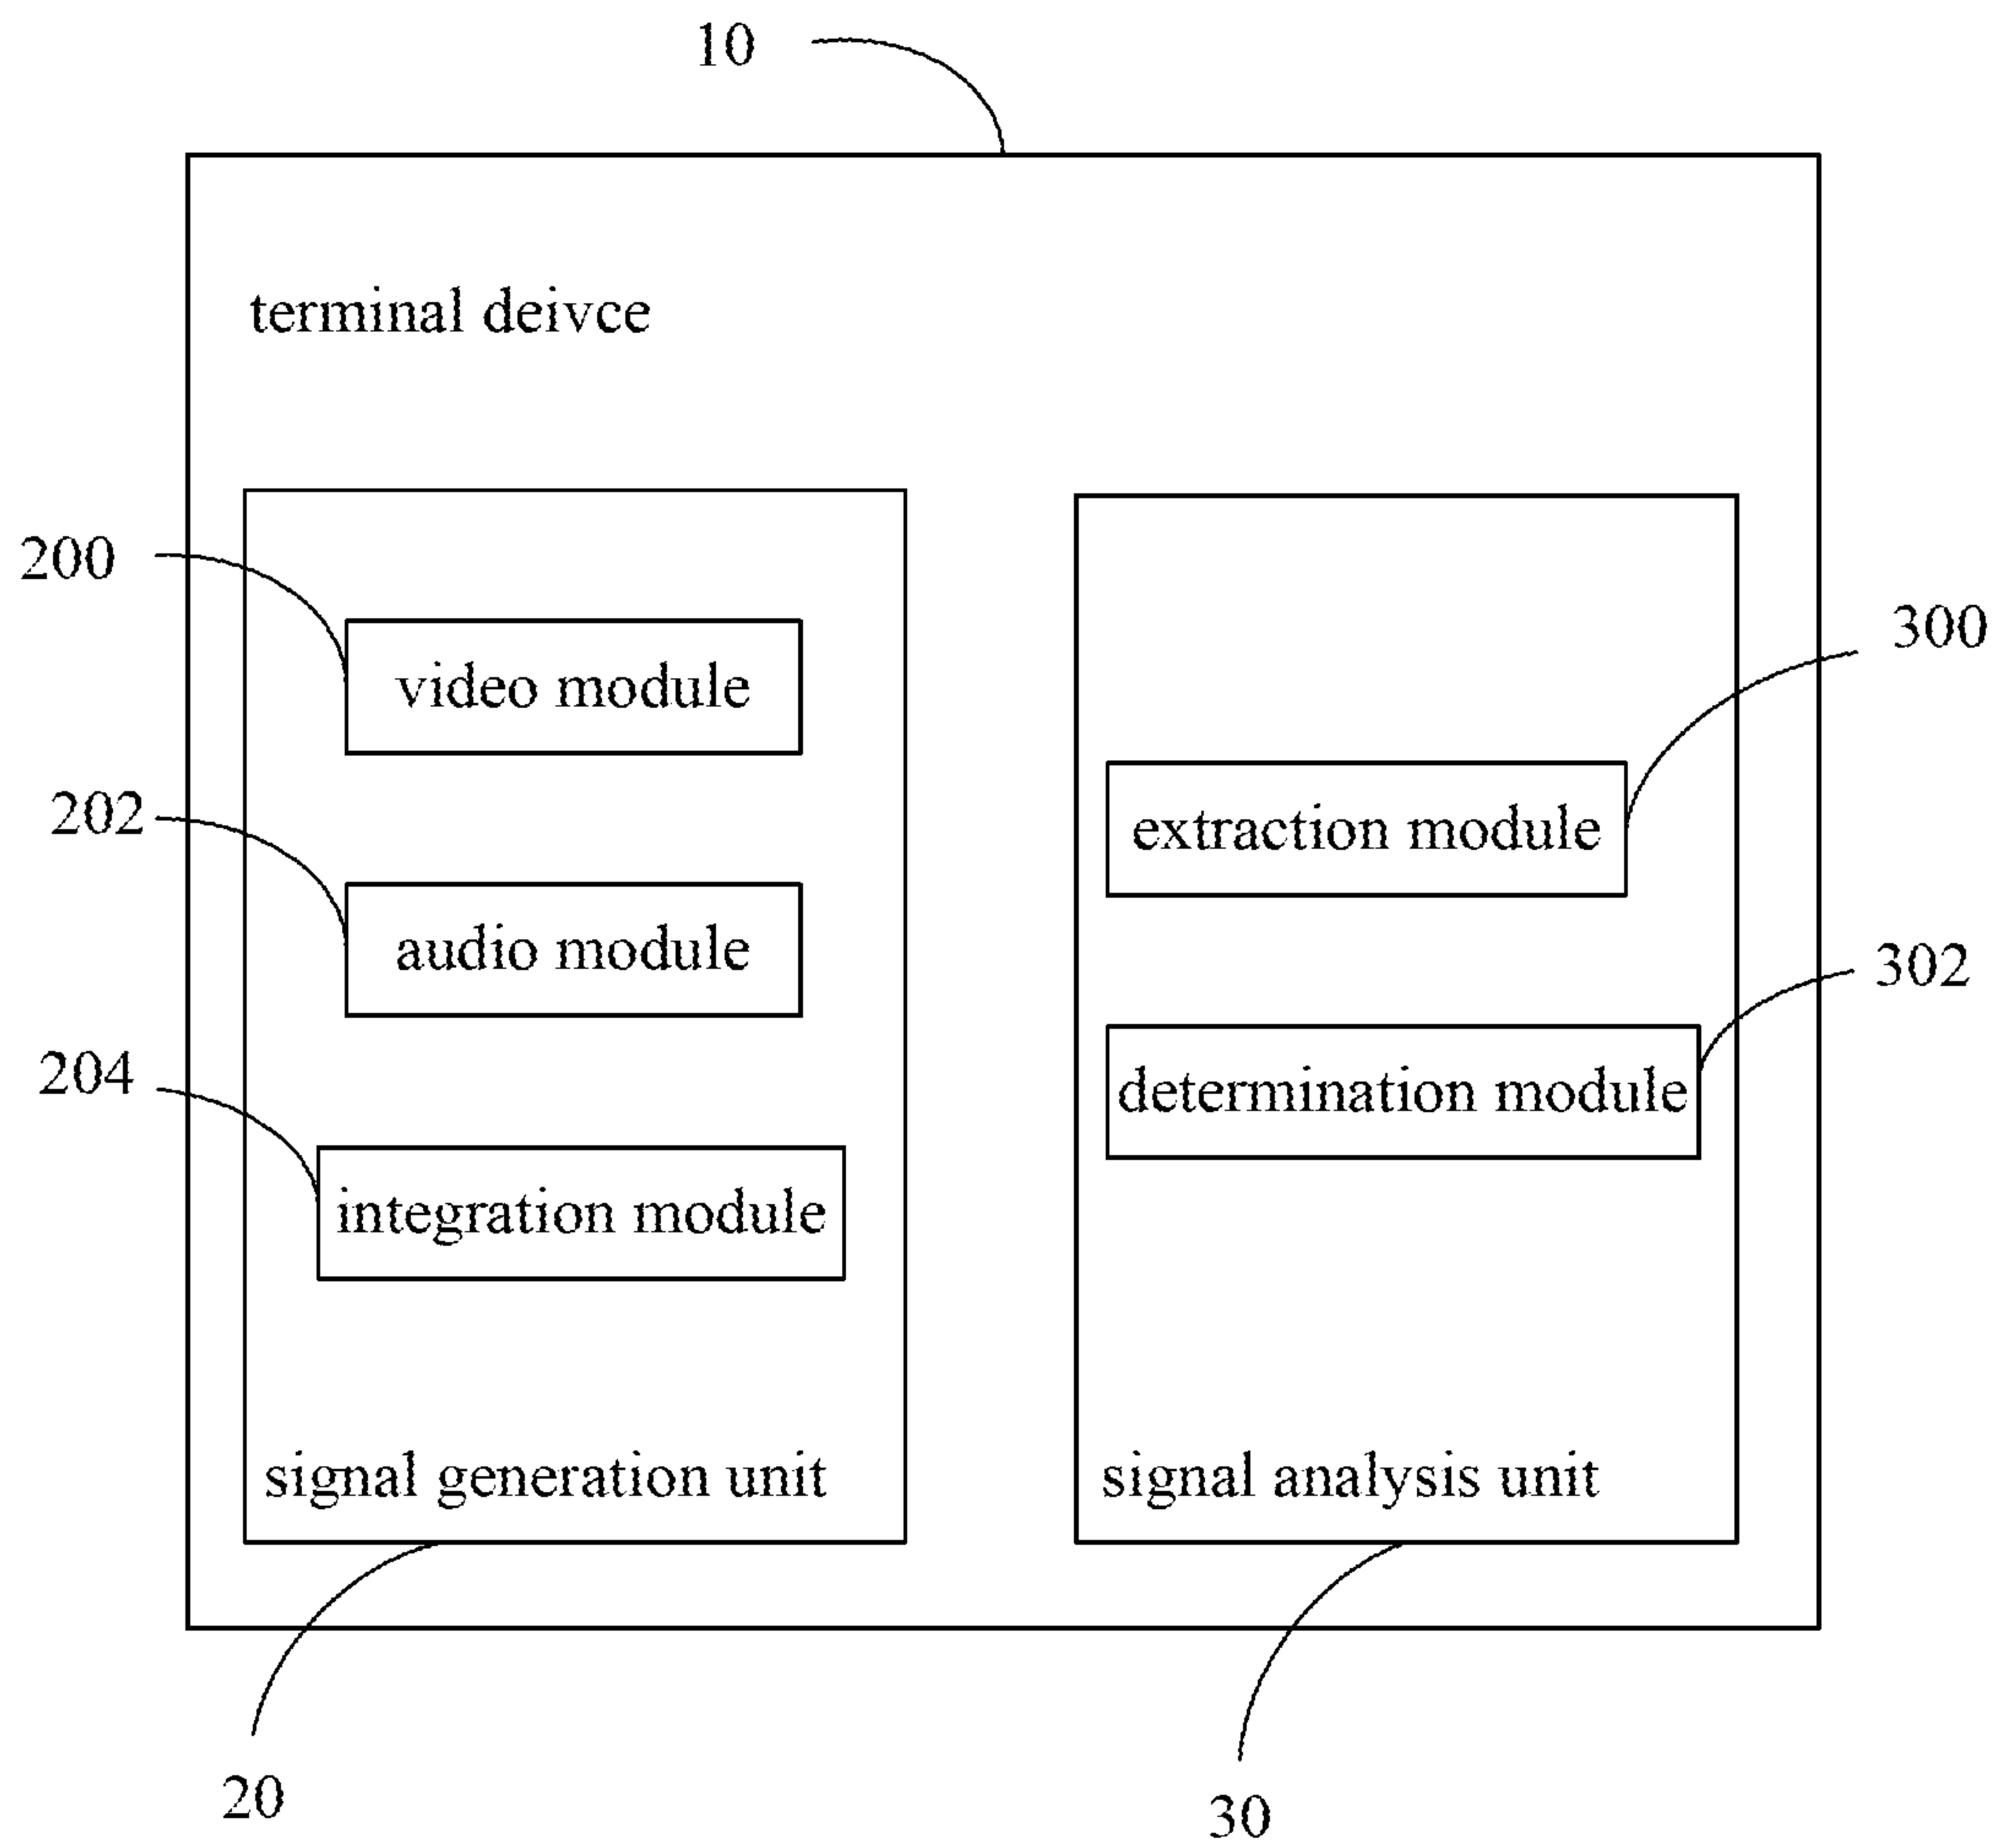 10
terminal deivce
200
video module
202
audio module
204
integration module
signal generation unit
20
300
extraction module
302
determination module
signal analysis unit
30